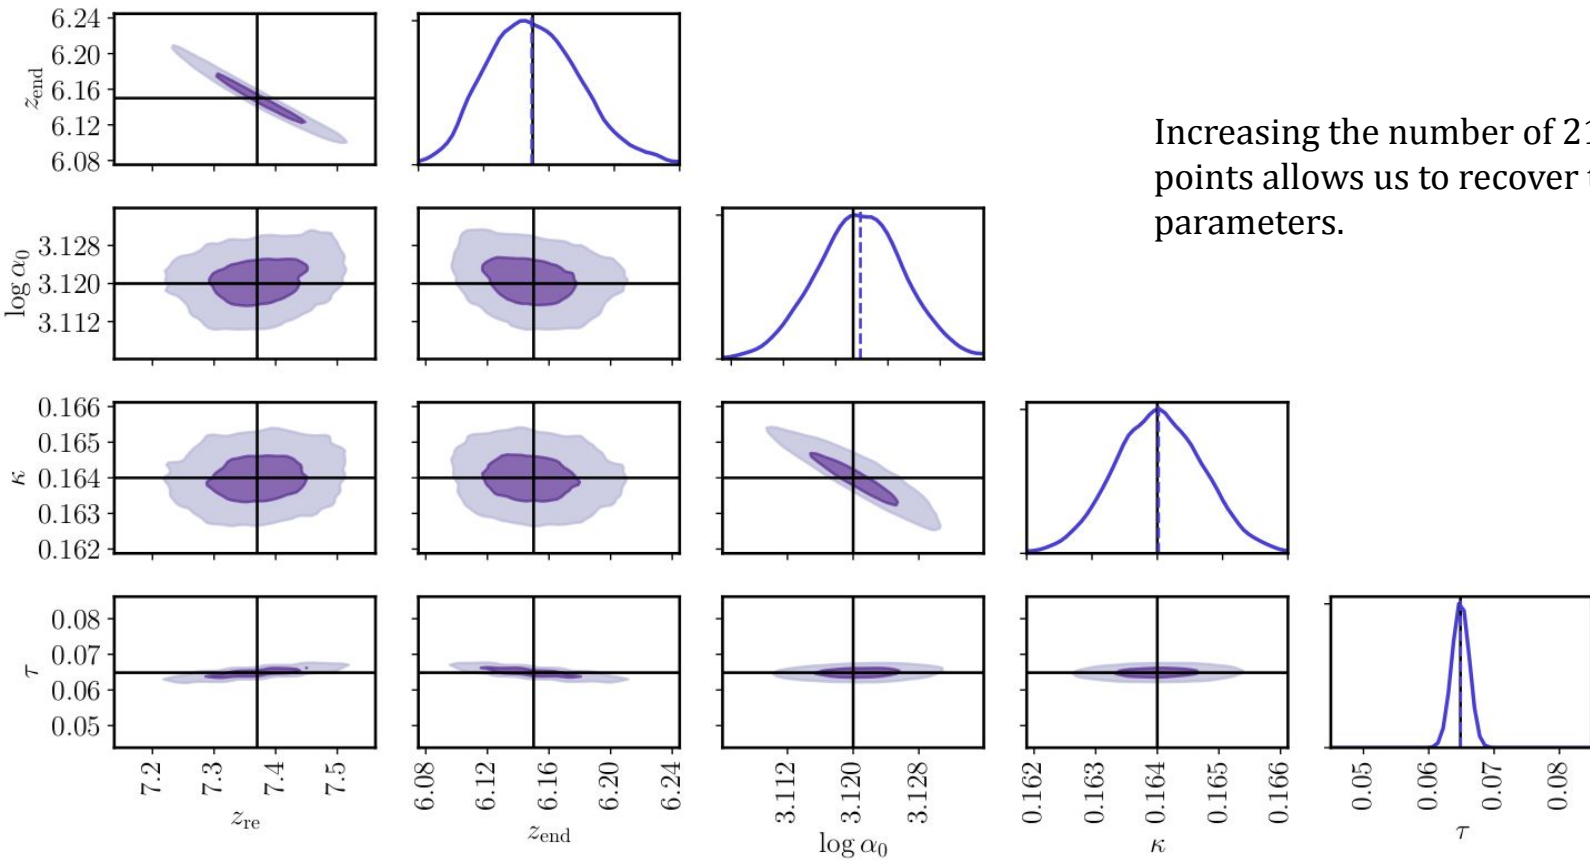 6.24
6.20
6.16
6.12
6.08
z_end
Increasing the number of 21
points allows us to recover t
parameters.
3.128
3.120
3.112
log α₀
0.166
0.165
0.164
0.163
0.162
κ
0.08
0.07
0.06
0.05
τ
7.2 7.3 7.4 7.5
z_re
6.08 6.12 6.16 6.20 6.24
z_end
3.112 3.120 3.128
log α₀
0.162 0.163 0.164 0.165 0.166
κ
0.05 0.06 0.07 0.08
τ